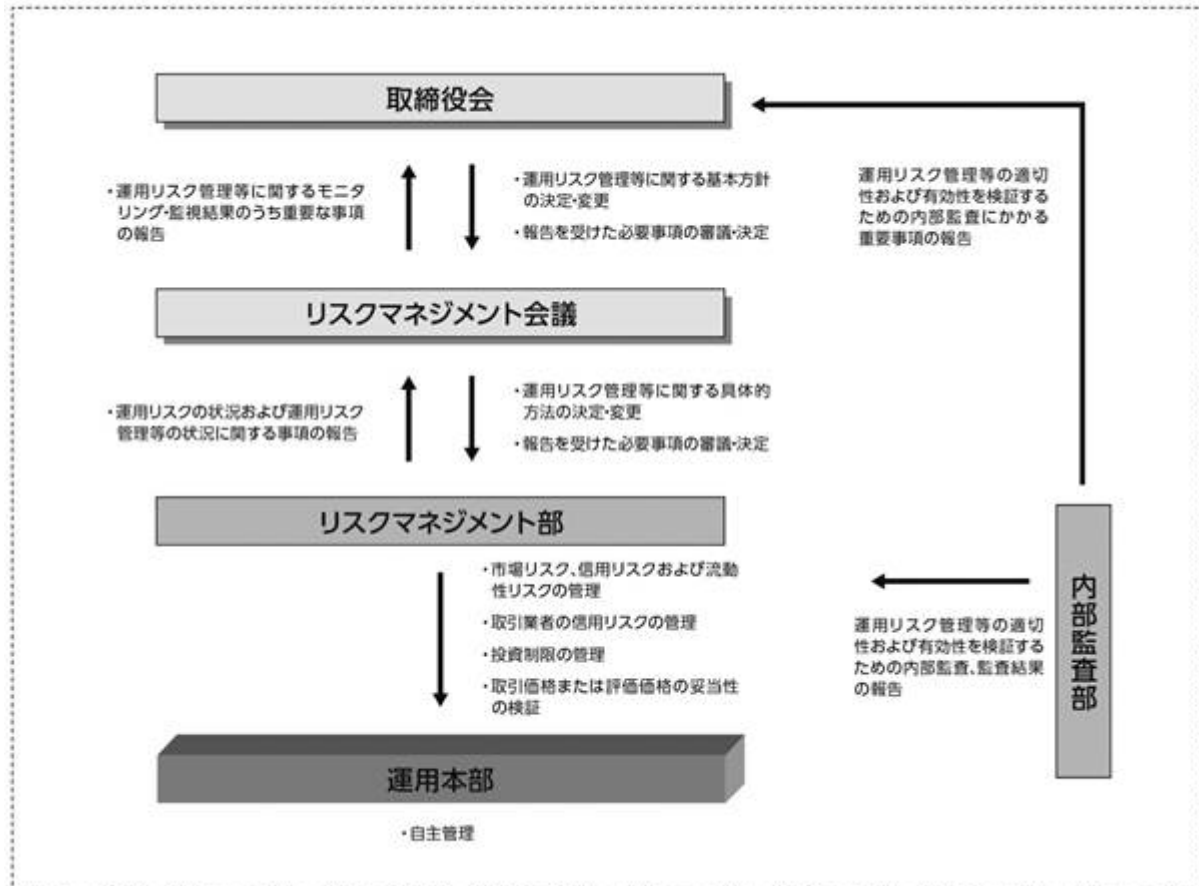 取締役会
・運用リスク管理等に関するモニタ
リング・監視結果のうち重要な事項
の報告
・運用リスク管理等に関する基本方針
の決定・変更
・報告を受けた必要事項の審議・決定
運用リスク管理等の適切
性および有効性を検証する
ための内部監査にかかる
重要事項の報告
リスクマネジメント会議
・運用リスクの状況および運用リスク
管理等の状況に関する事項の報告
・運用リスク管理等に関する具体的
方法の決定・変更
・報告を受けた必要事項の審議・決定
リスクマネジメント部
・市場リスク、信用リスクおよび流動
性リスクの管理
・取引業者の信用リスクの管理
・投資制限の管理
・取引価格または評価価格の妥当性
の検証
内部監査部
運用リスク管理等の適切
性および有効性を検証する
ための内部監査、監査結果
の報告
運用本部
・自主管理